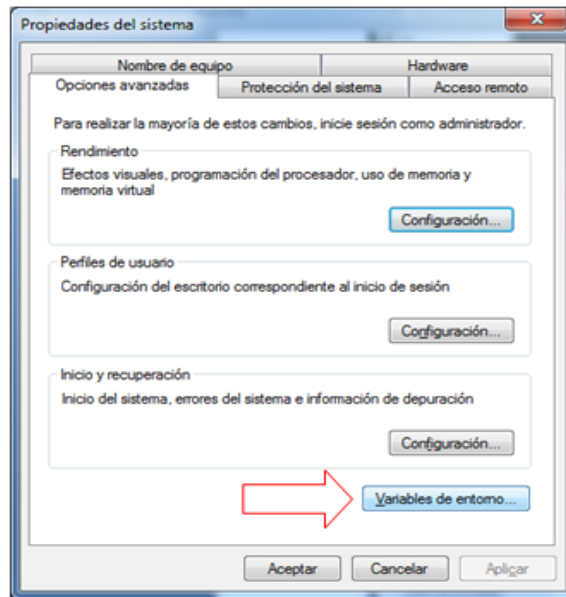 Propiedades del sistema
Nombre de equipo Hardware
Opciones avanzadas Protección del sistema Acceso remoto
Para realizar la mayoría de estos cambios, inicie sesión como administrador.
Rendimiento
Efectos visuales, programación del procesador, uso de memoria y
memoria virtual
Configuración...
Perfiles de usuario
Configuración del escritorio correspondiente al inicio de sesión
Configuración...
Inicio y recuperación
Inicio del sistema, errores del sistema e información de depuración
Configuración...
Variables de entorno...
Aceptar Cancelar Aplicar